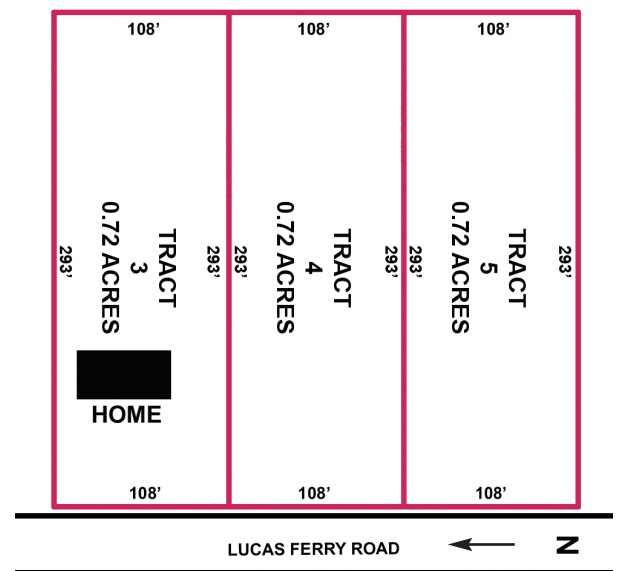 108’
108’
108’
293’
TRACT
3
0.72 ACRES
293’
293’
TRACT
4
0.72 ACRES
293’
293’
TRACT
5
0.72 ACRES
293’
HOME
108’
108’
108’
LUCAS FERRY ROAD
N